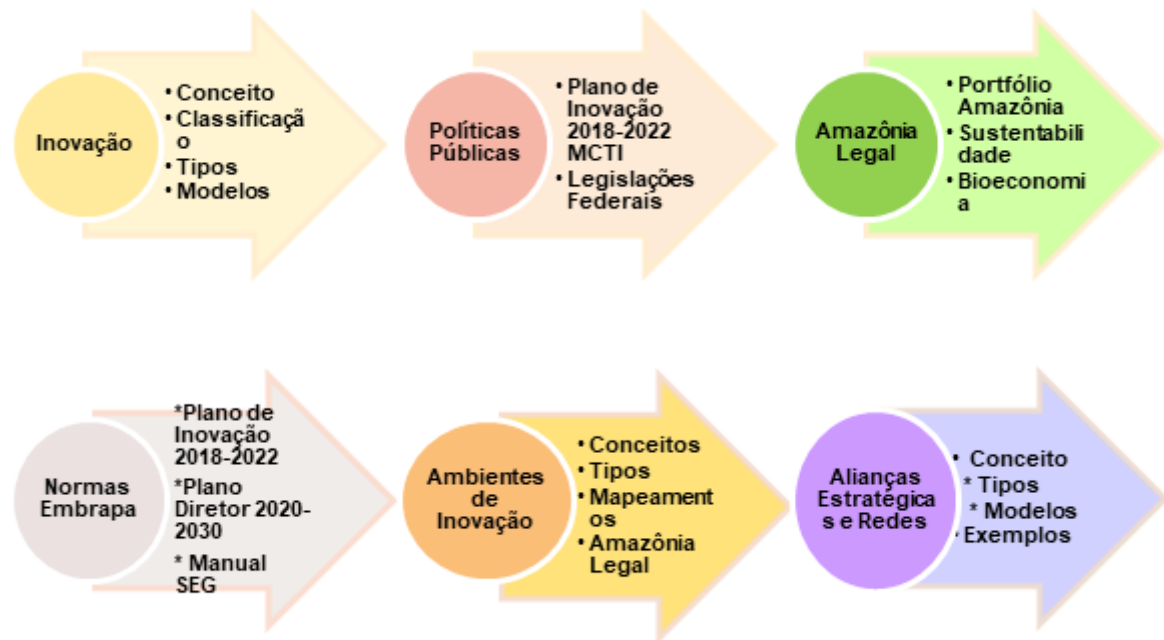 Inovação
• Conceito
• Classificaçã
o
• Tipos
• Modelos
Políticas
Públicas
• Plano de
Inovação
2018-2022
MCTI
• Legislações
Federais
Amazônia
Legal
• Portfólio
Amazônia
• Sustentabili
dade
• Bioeconomi
a
Normas
Embrapa
*Plano de
Inovação
2018-2022
*Plano
Diretor 2020-
2030
* Manual
SEG
Ambientes
de
Inovação
• Conceitos
• Tipos
• Mapeament
os
• Amazônia
Legal
Alianças
Estratégica
s e Redes
• Conceito
* Tipos
* Modelos
• Exemplos